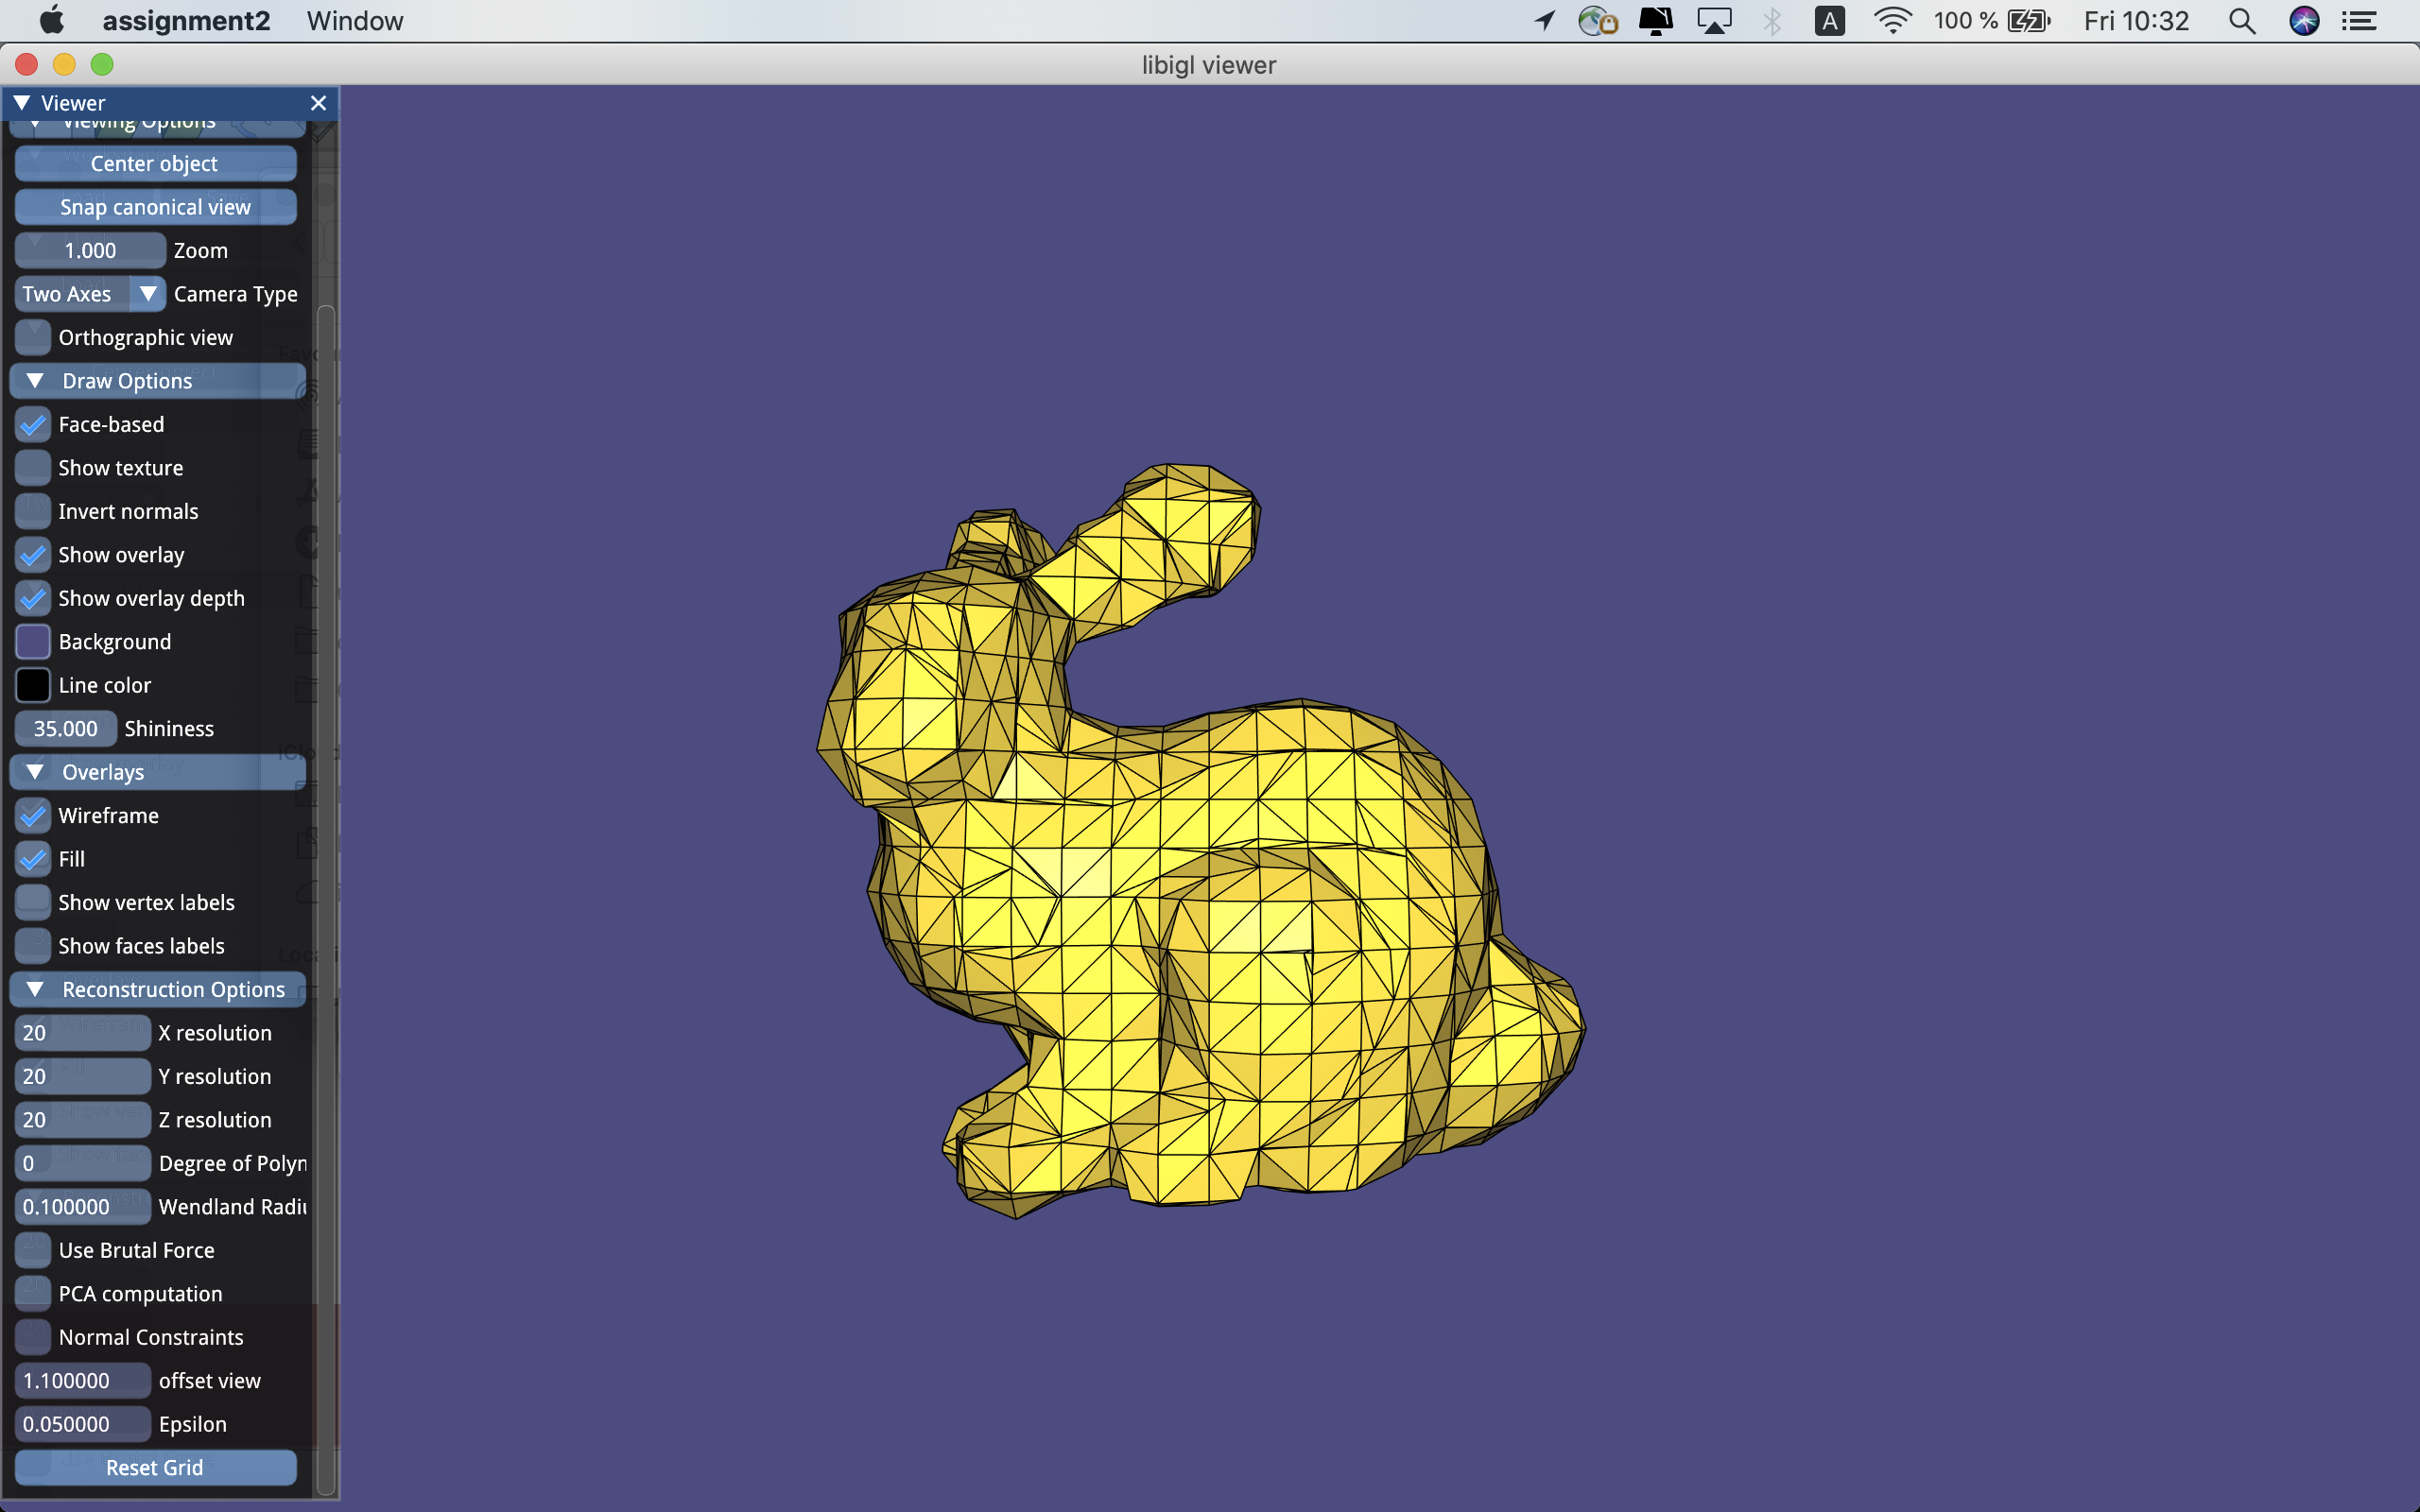 assignment2 Window A 100 % Fri 10:32
libigl viewer
Viewer
Viewing Options
Center object
Snap canonical view
1.000 Zoom
Two Axes Camera Type
Orthographic view
Draw Options
Face-based
Show texture
Invert normals
Show overlay
Show overlay depth
Background
Line color
35.000 Shininess
Overlays
Wireframe
Fill
Show vertex labels
Show faces labels
Reconstruction Options
20 X resolution
20 Y resolution
20 Z resolution
0 Degree of Polyn
0.100000 Wendland Radiu
Use Brutal Force
PCA computation
Normal Constraints
1.100000 offset view
0.050000 Epsilon
Reset Grid